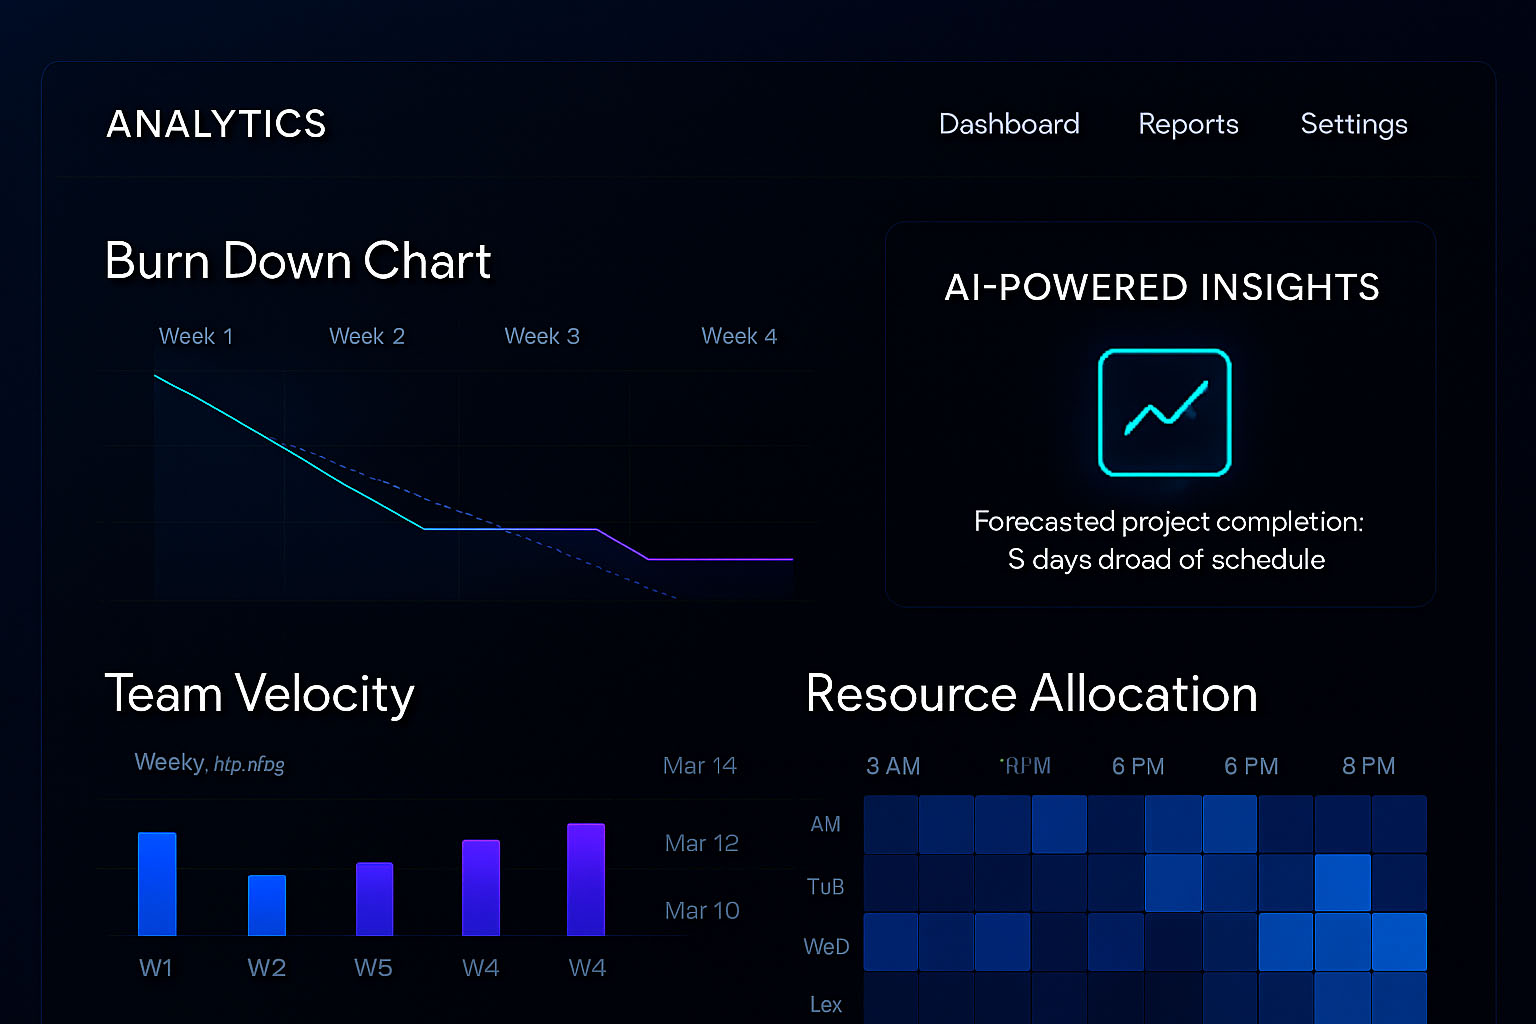 ANALYTICS
Dashboard Reports Settings
Burn Down Chart
Week 1 Week 2 Week 3 Week 4
AI-POWERED INSIGHTS
Forecasted project completion:
S days droad of schedule
Team Velocity
Weeky,
Mar 14
Mar 12
Mar 10
W1 W2 W5 W4 W4
Resource Allocation
3 AM RPM 6 PM 6 PM 8 PM
AM
TuB
WeD
Lex